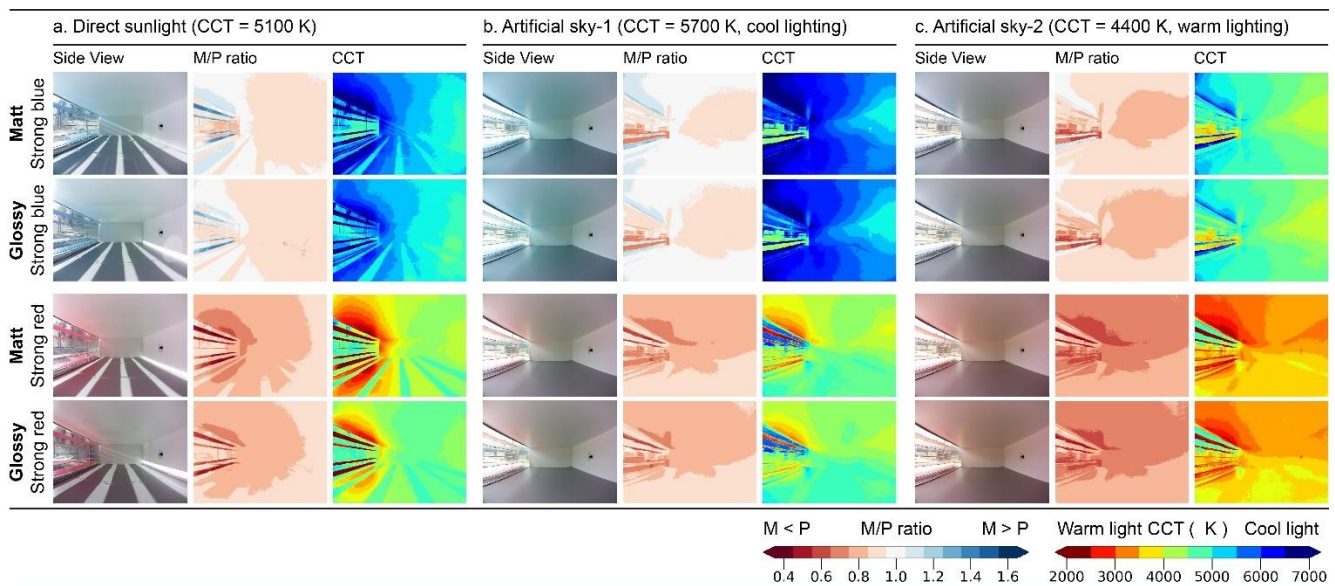 a. Direct sunlight (CCT = 5100 K)
b. Artificial sky-1 (CCT = 5700 K, cool lighting)
c. Artificial sky-2 (CCT = 4400 K, warm lighting)
Side View M/P ratio CCT
Side View M/P ratio CCT
Side View M/P ratio CCT
Matt
Strong blue
Glossy
Strong blue
Matt
Strong red
Glossy
Strong red
M < P M/P ratio M > P
0.4 0.6 0.8 1.0 1.2 1.4 1.6
Warm light CCT ( K ) Cool light
2000 3000 4000 5000 6000 7000